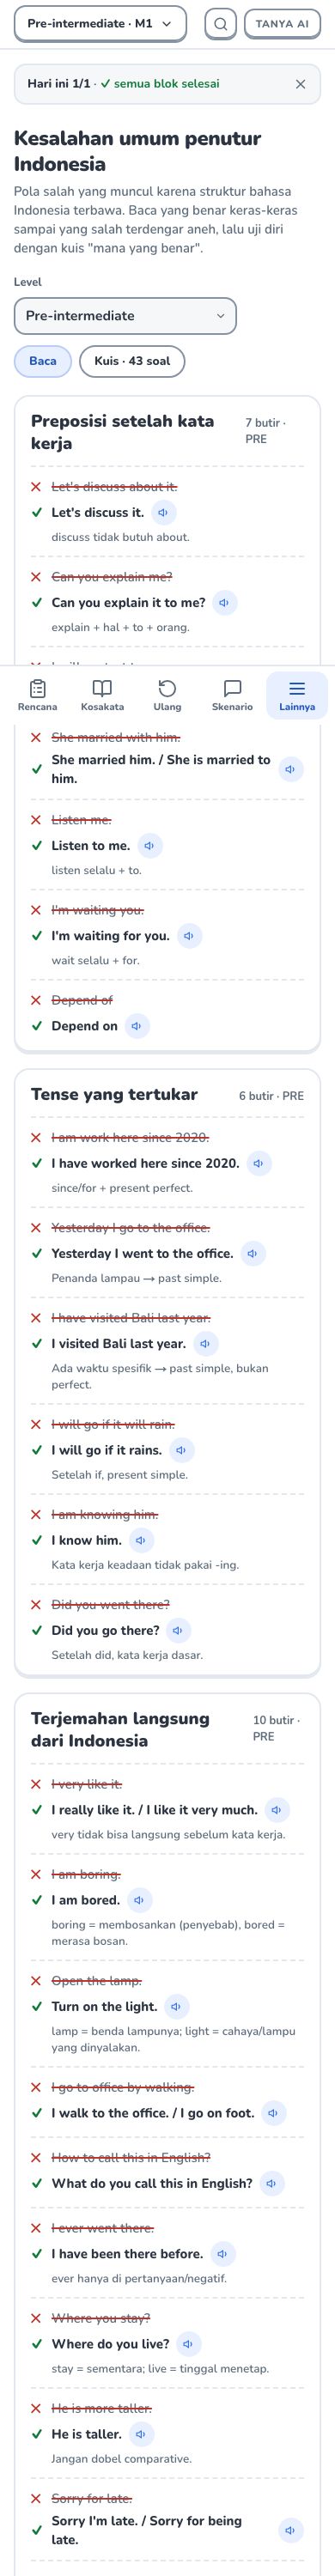 Pre-intermediate · M1
TANYA AI
Hari ini 1/1 · ✓ semua blok selesai
Kesalahan umum penutur
Indonesia
Pola salah yang muncul karena struktur bahasa
Indonesia terbawa. Baca yang benar keras-keras
sampai yang salah terdengar aneh, lalu uji diri
dengan kuis "mana yang benar".
Level
Pre-intermediate
Baca
Kuis · 43 soal
Preposisi setelah kata
kerja
7 butir ·
PRE
Let's discuss about it.
Let's discuss it.
discuss tidak butuh about.
Can you explain me?
Can you explain it to me?
explain + hal + to + orang.
Rencana
Kosakata
Ulang
Skenario
Lainnya
She married with him.
She married him. / She is married to
him.
Listen me.
Listen to me.
listen selalu + to.
I'm waiting you.
I'm waiting for you.
wait selalu + for.
Depend of
Depend on
Tense yang tertukar
6 butir · PRE
I am work here since 2020.
I have worked here since 2020.
since/for + present perfect.
Yesterday I go to the office.
Yesterday I went to the office.
Penanda lampau → past simple.
I have visited Bali last year.
I visited Bali last year.
Ada waktu spesifik → past simple, bukan
perfect.
I will go if it will rain.
I will go if it rains.
Setelah if, present simple.
I am knowing him.
I know him.
Kata kerja keadaan tidak pakai -ing.
Did you went there?
Did you go there?
Setelah did, kata kerja dasar.
Terjemahan langsung
dari Indonesia
10 butir ·
PRE
I very like it.
I really like it. / I like it very much.
very tidak bisa langsung sebelum kata kerja.
I am boring.
I am bored.
boring = membosankan (penyebab), bored =
merasa bosan.
Open the lamp.
Turn on the light.
lamp = benda lampunya; light = cahaya/lampu
yang dinyalakan.
I go to office by walking.
I walk to the office. / I go on foot.
How to call this in English?
What do you call this in English?
I ever went there.
I have been there before.
ever hanya di pertanyaan/negatif.
Where you stay?
Where do you live?
stay = sementara; live = tinggal menetap.
He is more taller.
He is taller.
Jangan dobel comparative.
Sorry for late.
Sorry I'm late. / Sorry for being
late.